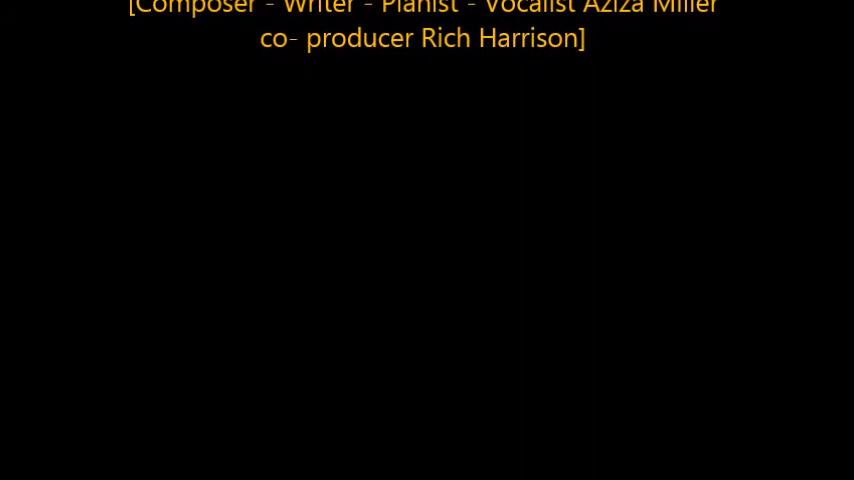 [Composer - Writer - Pianist - Vocalist Aziza Miller
co- producer Rich Harrison]